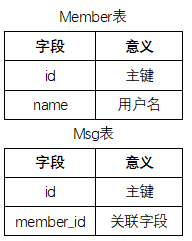 Member表
字段 意义
id 主键
name 用户名
Msg表
字段 意义
id 主键
member_id 关联字段